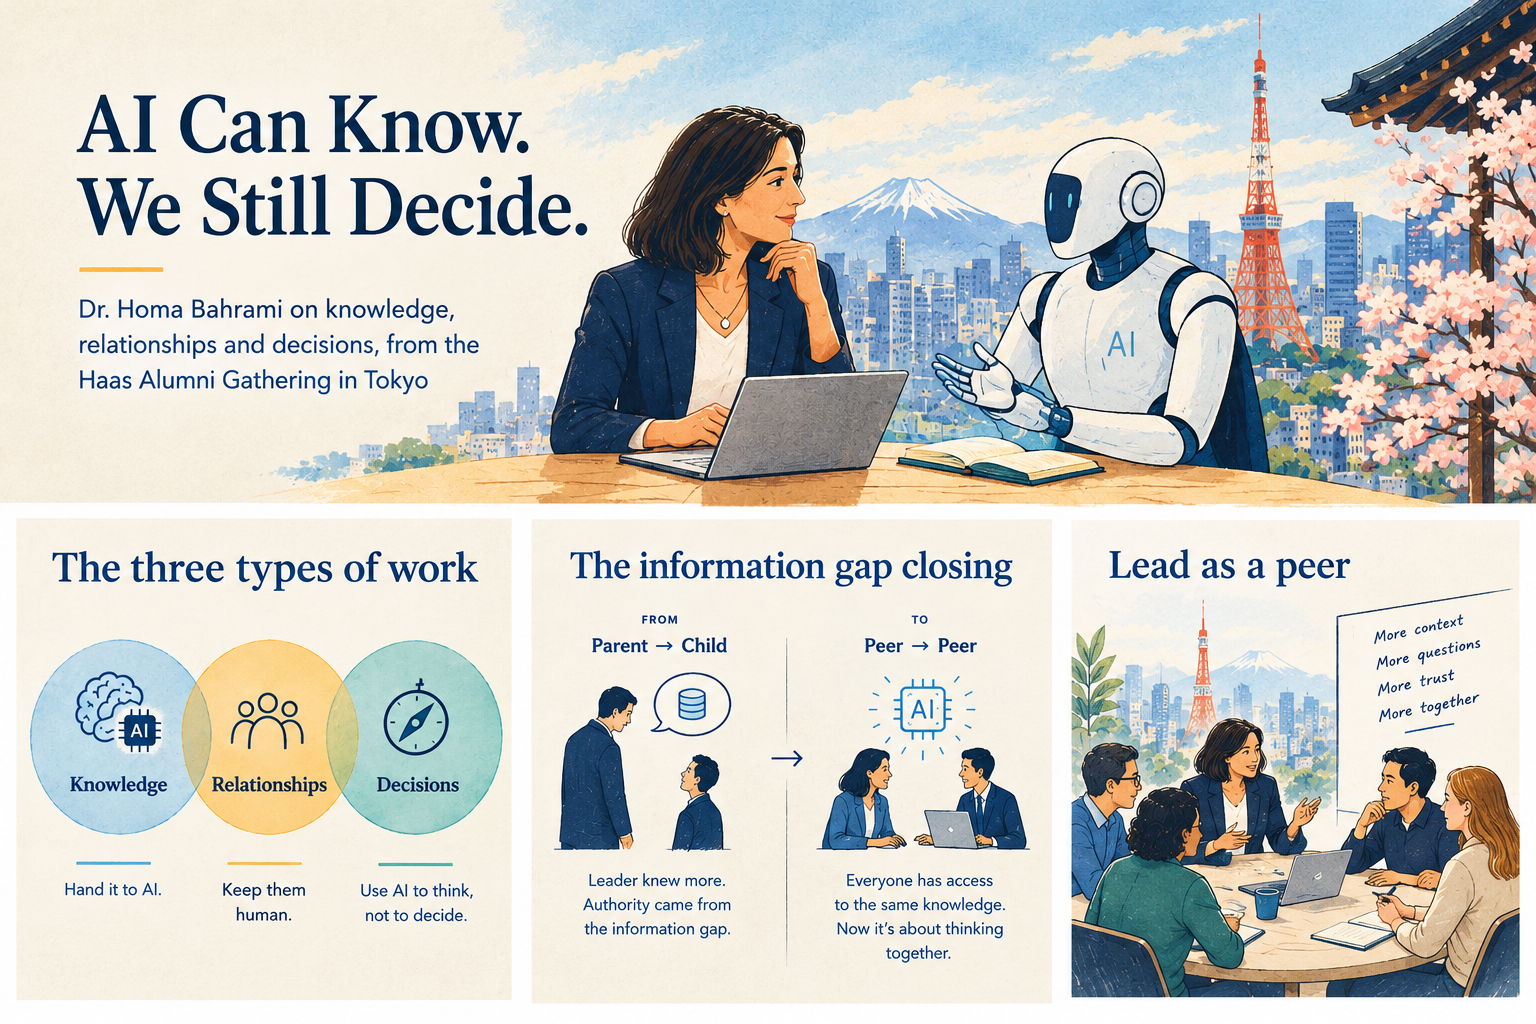 AI Can Know.
We Still Decide.
Dr. Homa Bahrami on knowledge,
relationships and decisions, from the
Haas Alumni Gathering in Tokyo
AI
The three types of work
AI
Knowledge
Relationships
Decisions
Hand it to AI.
Keep them
human.
Use AI to think,
not to decide.
The information gap closing
FROM
Parent → Child
Leader knew more.
Authority came from
the information gap.
TO
Peer → Peer
AI
Everyone has access
to the same knowledge.
Now it's about thinking
together.
Lead as a peer
More context
More questions
More trust
More together